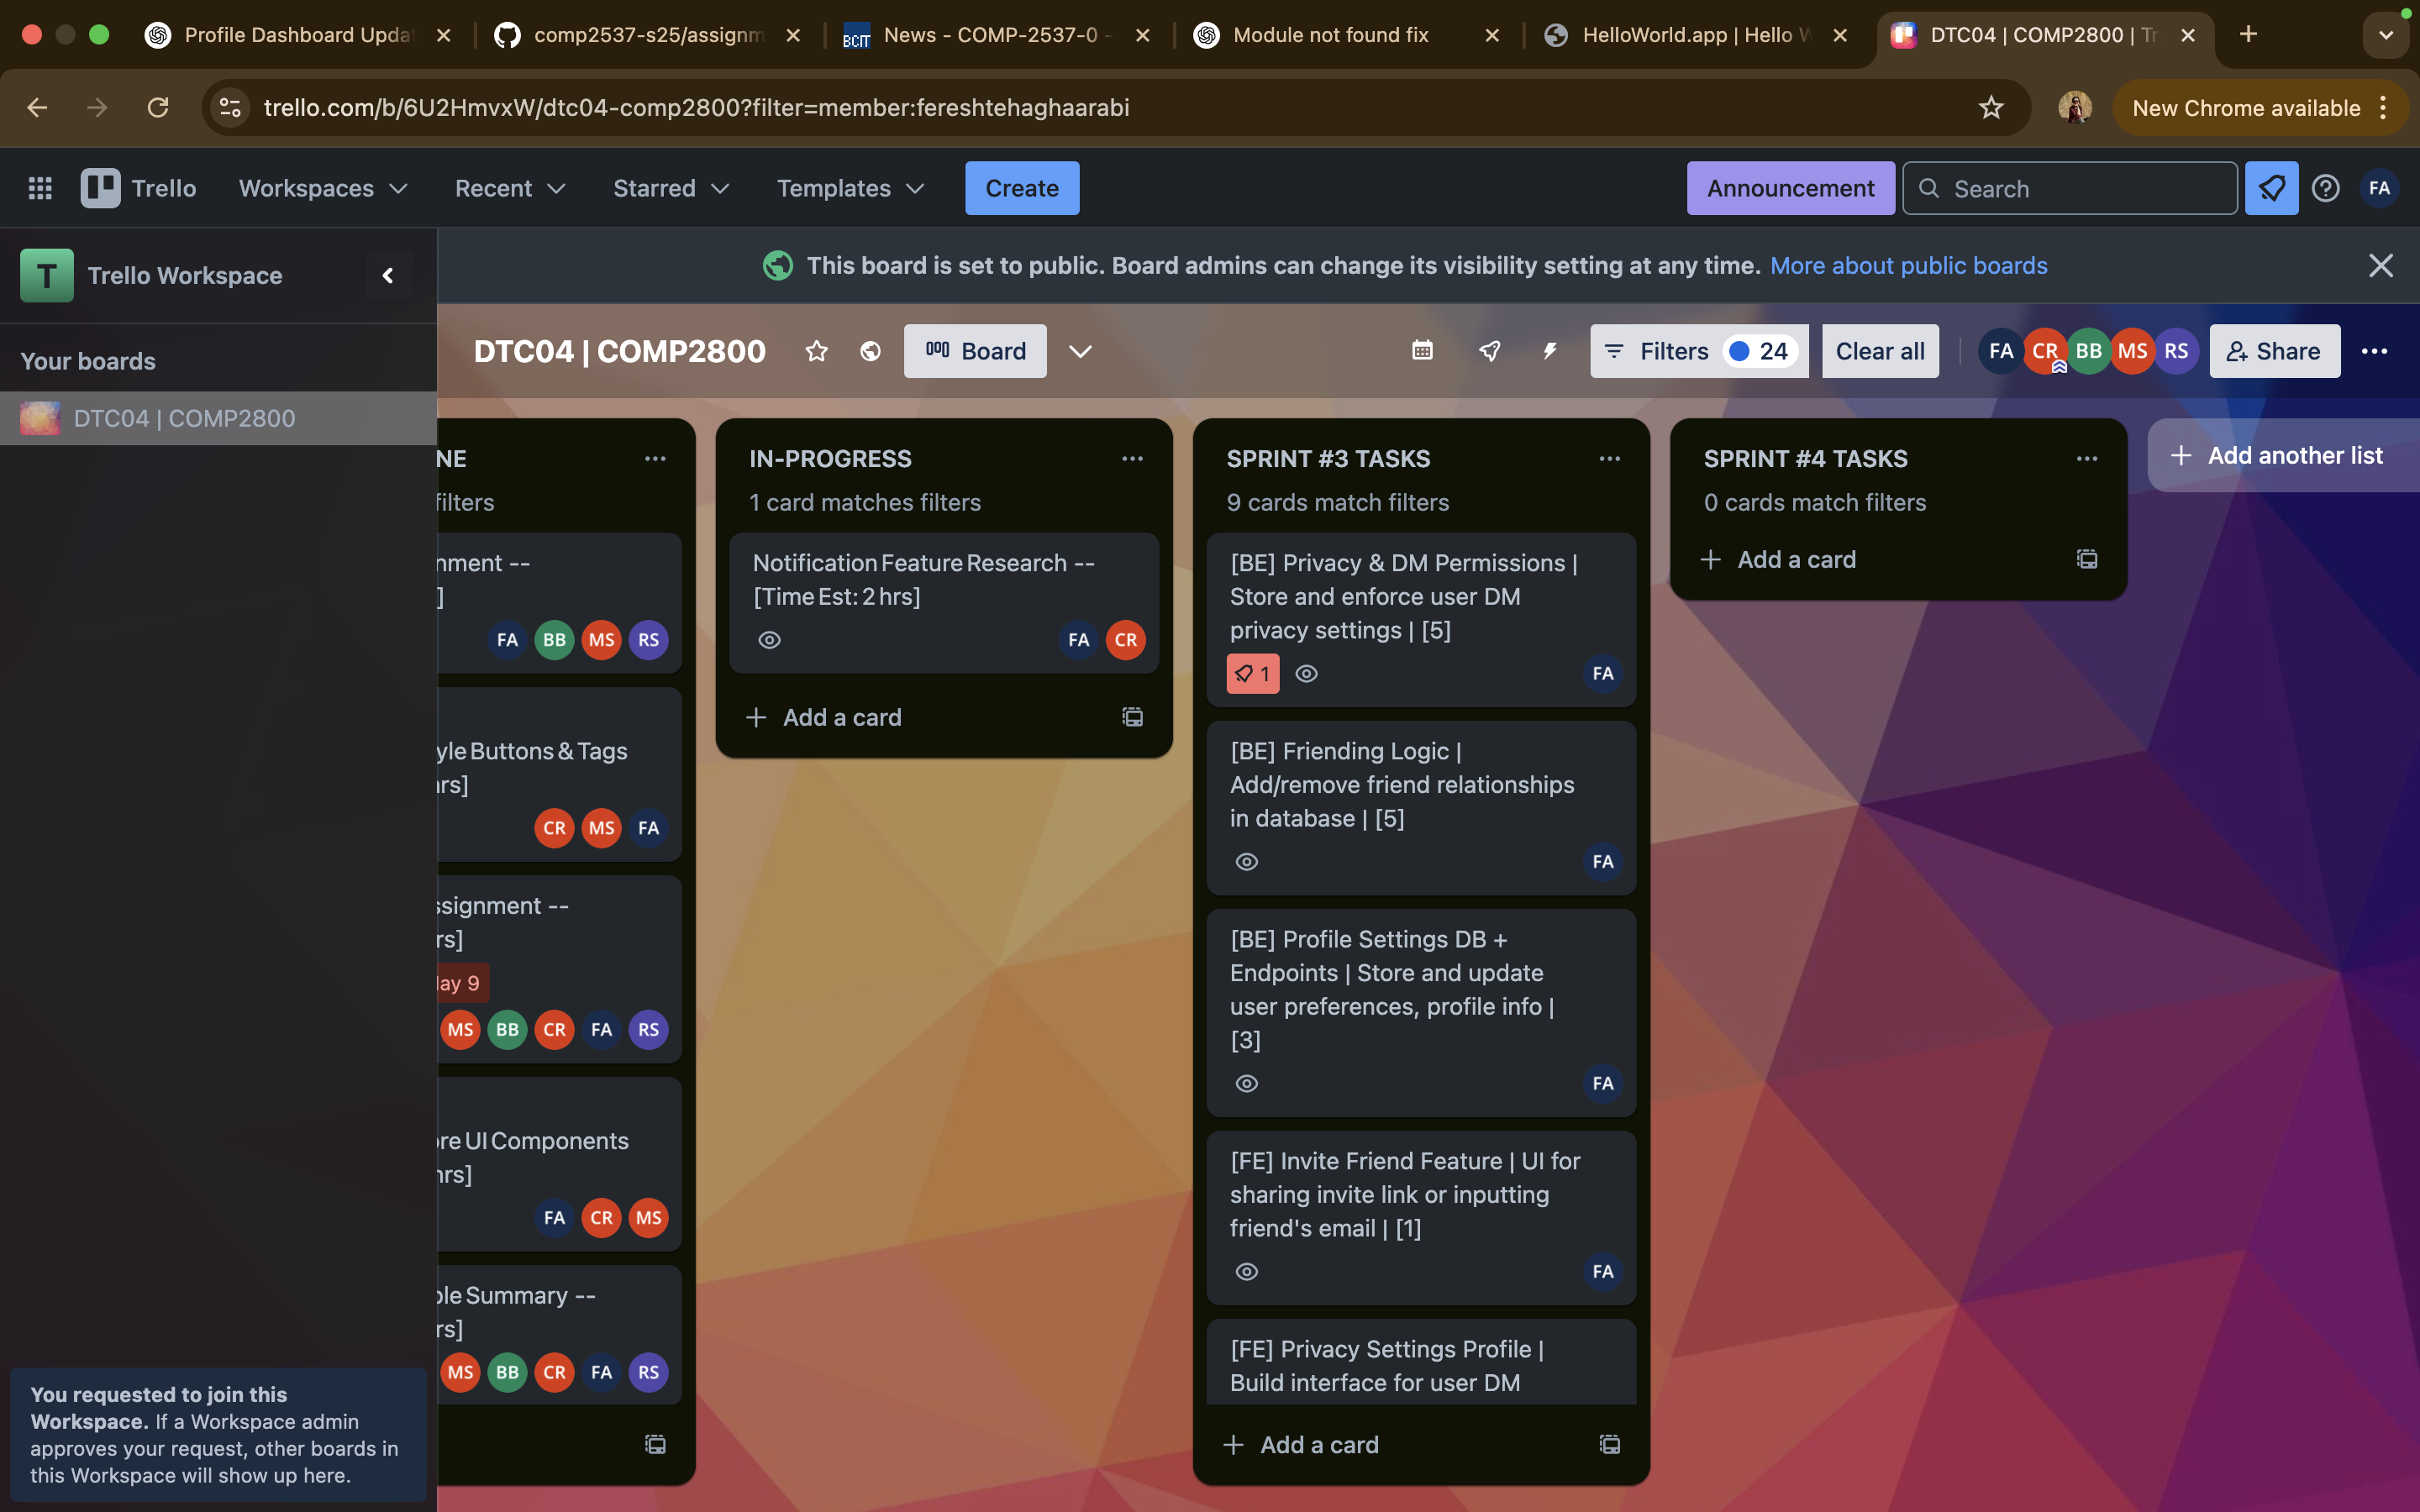 Profile Dashboard Upda
comp2537-s25/assignm
BCIT News - COMP-2537-0 -
Module not found fix
HelloWorld.app | Hello W
DTC04 | COMP2800 | Tr
trello.com/b/6U2HmvxW/dtc04-comp2800?filter=member:fereshtehaghaarabi
New Chrome available
Trello
Workspaces
Recent
Starred
Templates
Create
Announcement
Search
FA
T Trello Workspace
This board is set to public. Board admins can change its visibility setting at any time. More about public boards
Your boards
DTC04 | COMP2800
DTC04 | COMP2800
Board
Filters 24
Clear all
FA CR BB MS RS
Share
NE
filters
nment --
]
FA BB MS RS
yle Buttons & Tags
rs]
CR MS FA
ssignment --
rs]
ay 9
MS BB CR FA RS
re UI Components
hrs]
FA CR MS
ble Summary --
rs]
MS BB CR FA RS
IN-PROGRESS
1 card matches filters
Notification Feature Research --
[Time Est: 2 hrs]
FA CR
Add a card
SPRINT #3 TASKS
9 cards match filters
[BE] Privacy & DM Permissions |
Store and enforce user DM
privacy settings | [5]
1
FA
[BE] Friending Logic |
Add/remove friend relationships
in database | [5]
FA
[BE] Profile Settings DB +
Endpoints | Store and update
user preferences, profile info |
[3]
FA
[FE] Invite Friend Feature | UI for
sharing invite link or inputting
friend's email | [1]
FA
[FE] Privacy Settings Profile |
Build interface for user DM
Add a card
SPRINT #4 TASKS
0 cards match filters
Add a card
Add another list
You requested to join this
Workspace. If a Workspace admin
approves your request, other boards in
this Workspace will show up here.